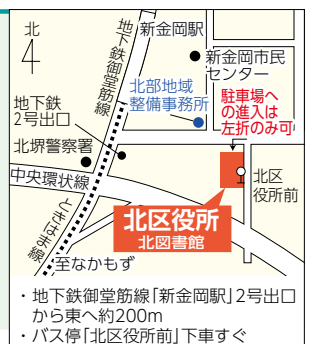 北
4
地下鉄御堂筋線
新金岡駅
新金岡市民
センター
北部地域
整備事務所
駐車場へ
の進入は
左折のみ可
地下鉄
2号出口
北堺警察署
中央環状線
北区
役所前
ときはま線
北区役所
北図書館
至なかもず
・地下鉄御堂筋線「新金岡駅」2号出口
から東へ約200m
・バス停「北区役所前」下車すぐ